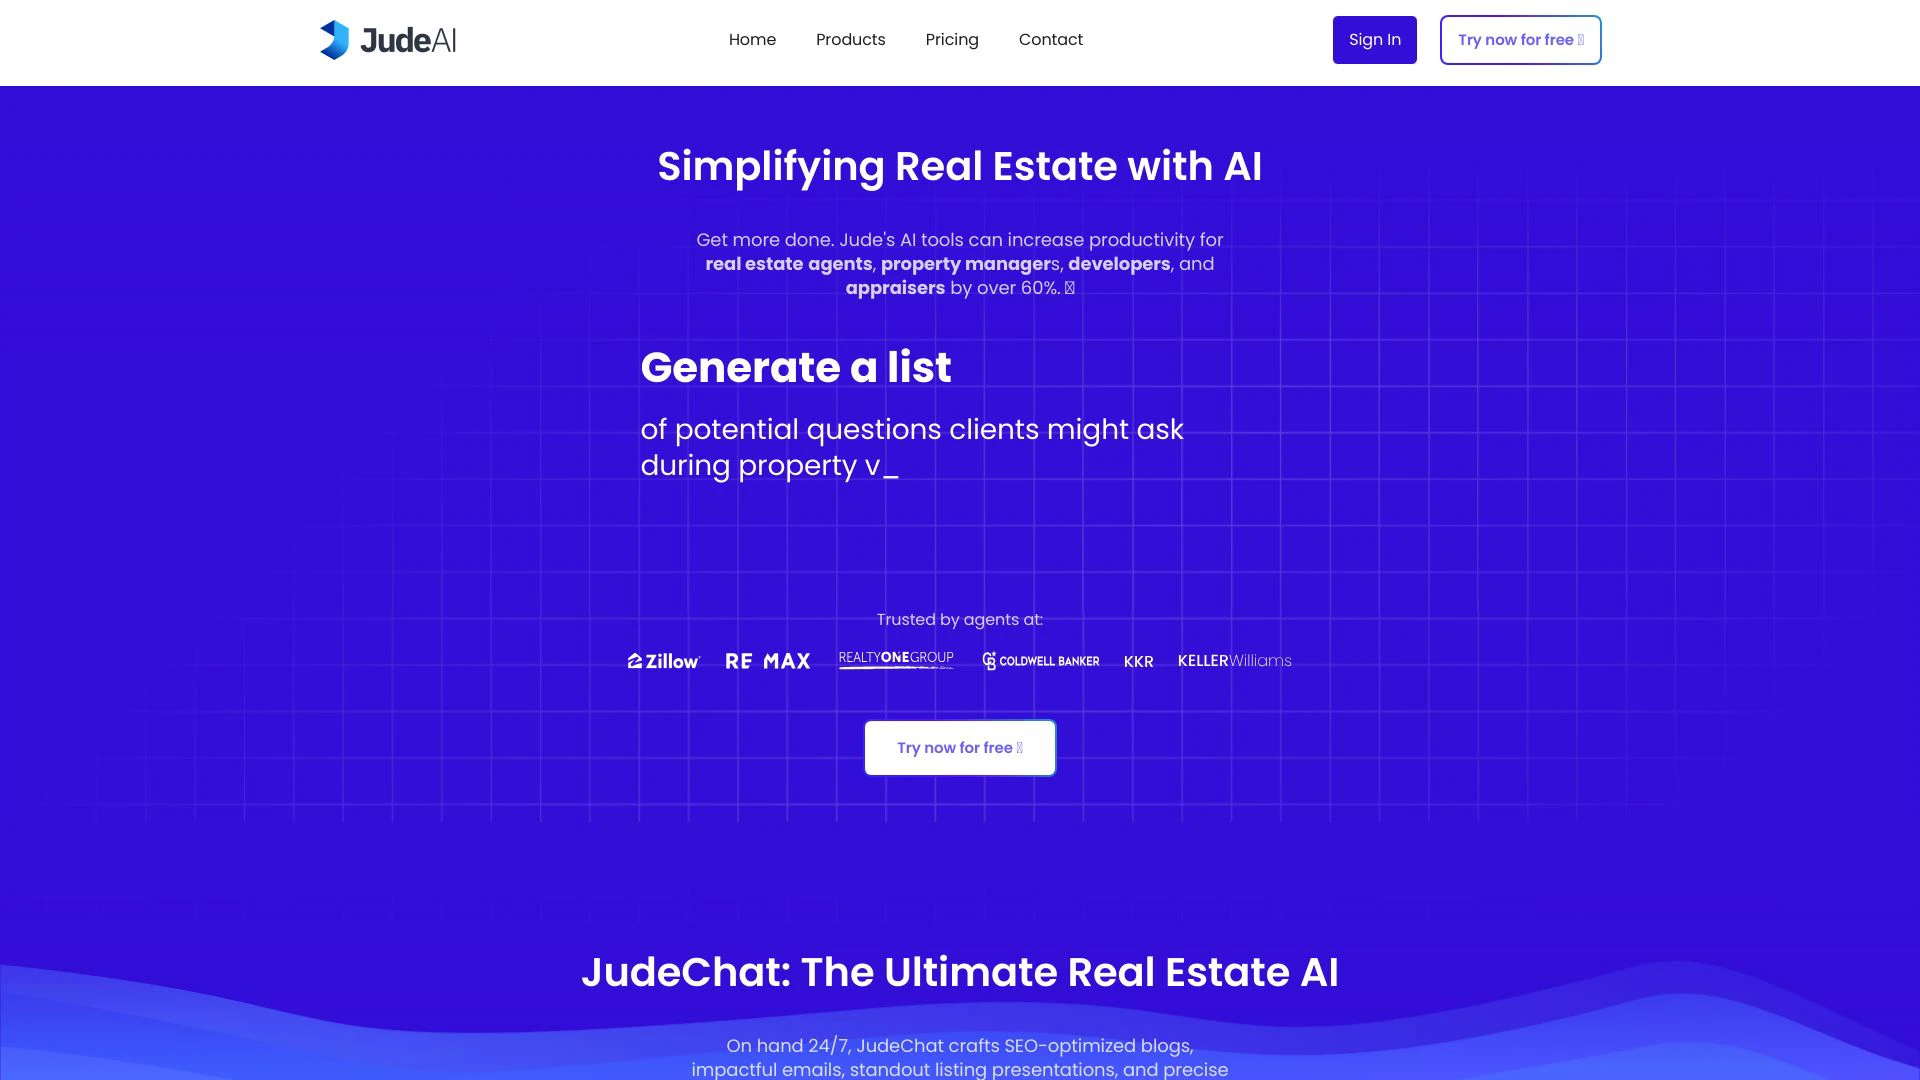 JudeAI
Home
Products
Pricing
Contact
Sign In
Try now for free
Simplifying Real Estate with AI
Get more done. Jude's AI tools can increase productivity for
real estate agents, property managers, developers, and
appraisers by over 60%.
Generate a list
of potential questions clients might ask
during property v_
Trusted by agents at:
Zillow
RE MAX
REALTYONEGROUP
CB COLDWELL BANKER
KKR
KELLERWilliams
Try now for free
JudeChat: The Ultimate Real Estate AI
On hand 24/7, JudeChat crafts SEO-optimized blogs,
impactful emails, standout listing presentations, and precise